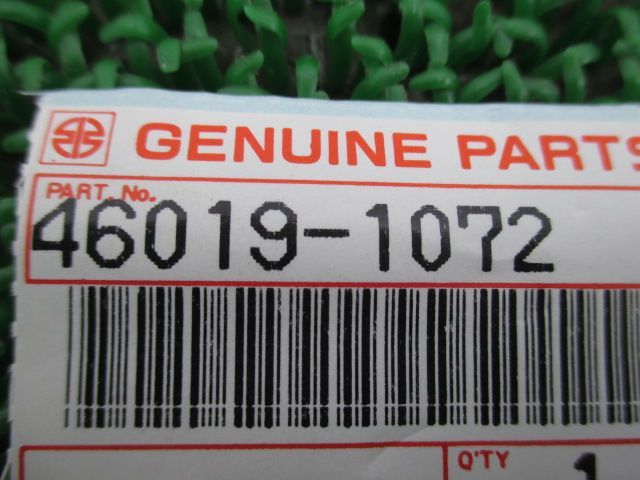 GENUINE PARTS
PART. No.
46019-1072
Q'TY
1